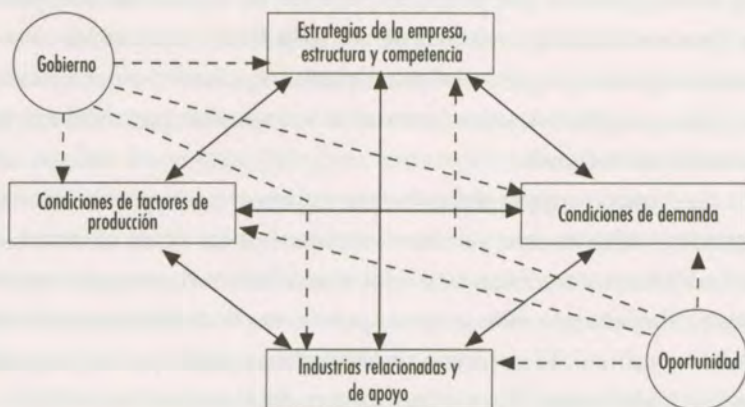 Estrategias de la empresa,
estructura y competencia
Gobierno
Condiciones de factores de
producción
Condiciones de demanda
Industrias relacionadas y
de apoyo
Oportunidad